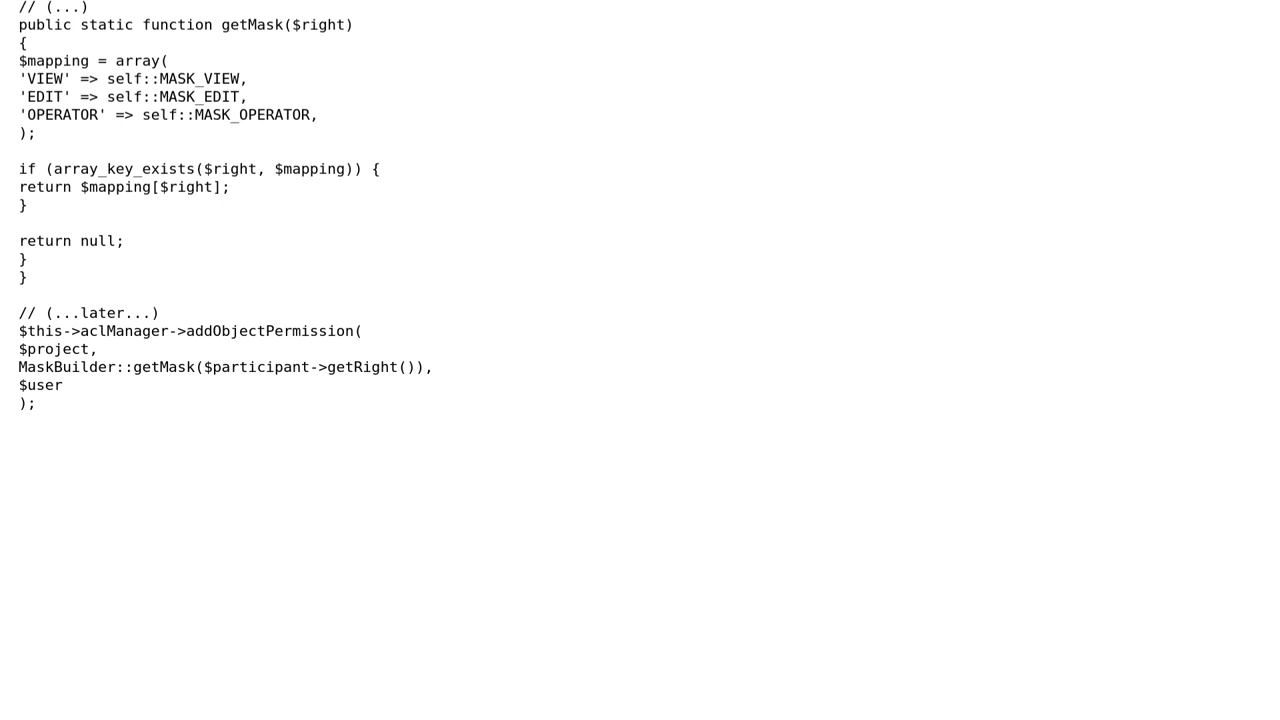 // (...)
public static function getMask($right)
{
$mapping = array(
'VIEW' => self::MASK_VIEW,
'EDIT' => self::MASK_EDIT,
'OPERATOR' => self::MASK_OPERATOR,
);

if (array_key_exists($right, $mapping)) {
return $mapping[$right];
}

return null;
}
}

// (...later...)
$this->aclManager->addObjectPermission(
$project,
MaskBuilder::getMask($participant->getRight()),
$user
);